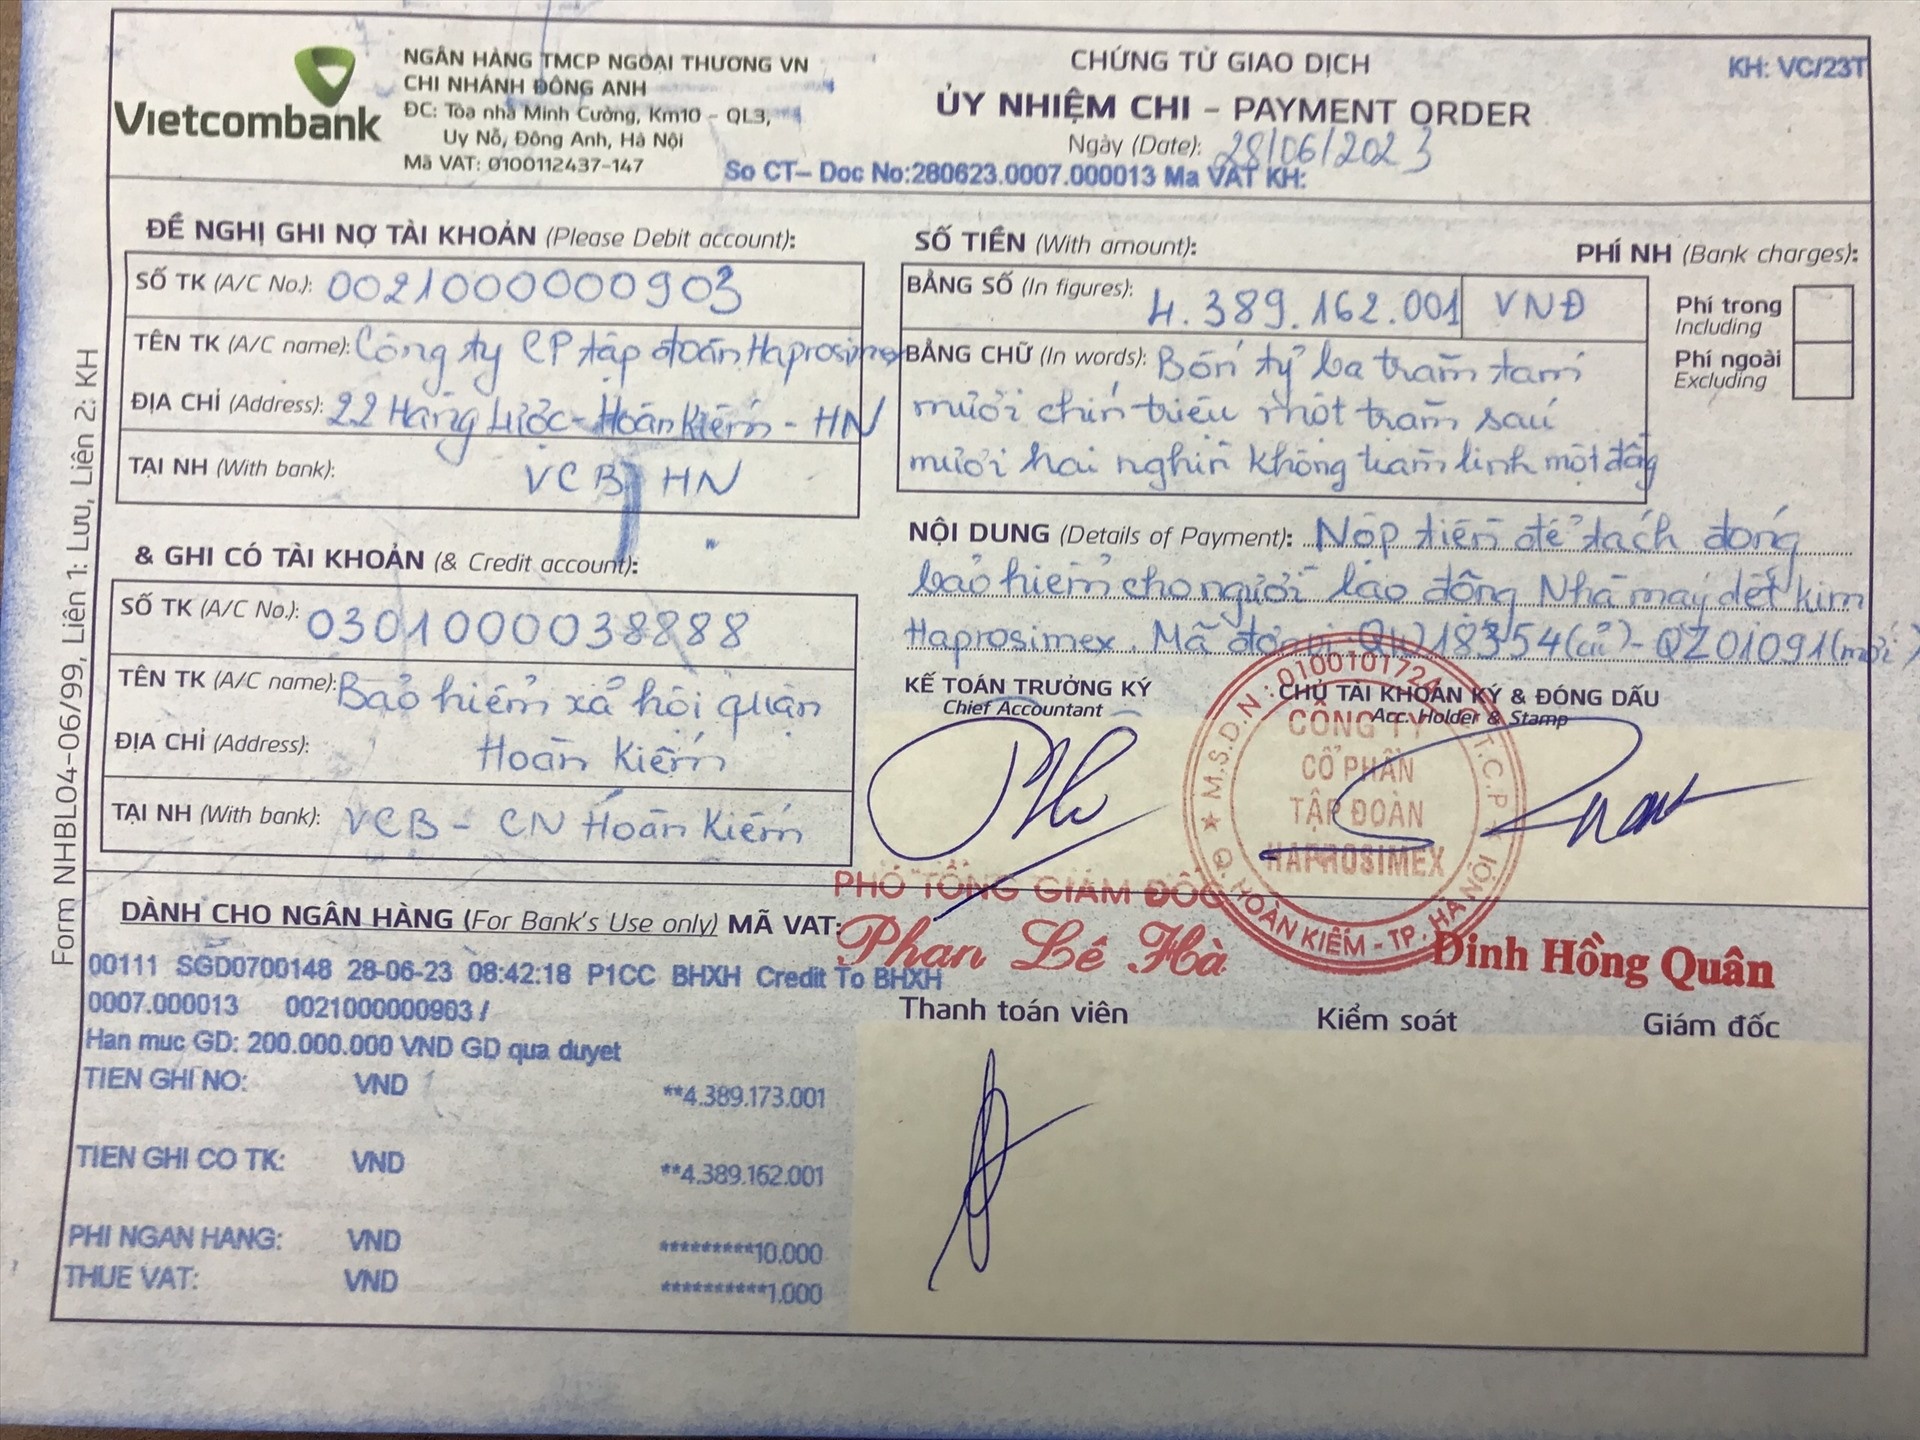 Vietcombank
NGÂN HÀNG TMCP NGOẠI THƯƠNG VN
CHI NHÁNH ĐÔNG ANH
ĐC: Tòa nhà Minh Cường, Km10 - QL3,
Uy Nỗ, Đông Anh, Hà Nội
Mã VAT: 0100112437-147
CHỨNG TỪ GIAO DỊCH
ỦY NHIỆM CHI - PAYMENT ORDER
Ngày (Date): 28/06/2023
KH: VC/23T
So CT- Doc No:280623.0007.000013 Ma VAT KH:
Form NHBL04-06/99, Liên 1: Lưu, Liên 2: KH
ĐỀ NGHỊ GHI NỢ TÀI KHOẢN (Please Debit account):
SỐ TK (A/C No.): 0021000000903
TÊN TK (A/C name): Công ty CP tập đoàn Haprosimex
ĐỊA CHỈ (Address): 22 Hàng Lược - Hoàn Kiếm - HN
TẠI NH (With bank): VCB HN
SỐ TIỀN (With amount):
BẰNG SỐ (In figures): 4.389.162.001 VNĐ
BẰNG CHỮ (In words): Bốn tỷ ba trăm tám
mươi chín triệu một trăm sáu
mươi hai nghìn không trăm linh một đồng
PHÍ NH (Bank charges):
Phí trong
Including
Phí ngoài
Excluding
& GHI CÓ TÀI KHOẢN (& Credit account):
SỐ TK (A/C No.): 0301000038888
TÊN TK (A/C name): Bảo hiểm xã hội quận
ĐỊA CHỈ (Address): Hoàn Kiếm
TẠI NH (With bank): VCB - CN Hoàn Kiếm
NỘI DUNG (Details of Payment): Nộp tiền để tách đóng
bảo hiểm cho người lao động Nhà máy dệt kim
Haprosimex. Mã đơn vị: 18354(cũ)- QZ01091(mới)
KẾ TOÁN TRƯỞNG KÝ
Chief Accountant
CHỦ TÀI KHOẢN KÝ & ĐÓNG DẤU
Acc. Holder & Stamp
M.S.D.N: 010010172 C.T.C.P
CÔNG TY
CỔ PHẦN
TẬP ĐOÀN
HAPROSIMEX
Q. HOÀN KIẾM - TP. HÀ NỘI
PHÓ TỔNG GIÁM ĐỐC
Phan Lê Hà
Đinh Hồng Quân
DÀNH CHO NGÂN HÀNG (For Bank's Use only) MÃ VAT:
00111 SGD0700148 28-06-23 08:42:18 P1CC BHXH Credit To BHXH
0007.000013 0021000000903 /
Han muc GD: 200.000.000 VND GD qua duyet
TIEN GHI NO: VND **4.389.173.001
TIEN GHI CO TK: VND **4.389.162.001
PHI NGAN HANG: VND *********10.000
THUE VAT: VND **********1.000
Thanh toán viên
Kiểm soát
Giám đốc